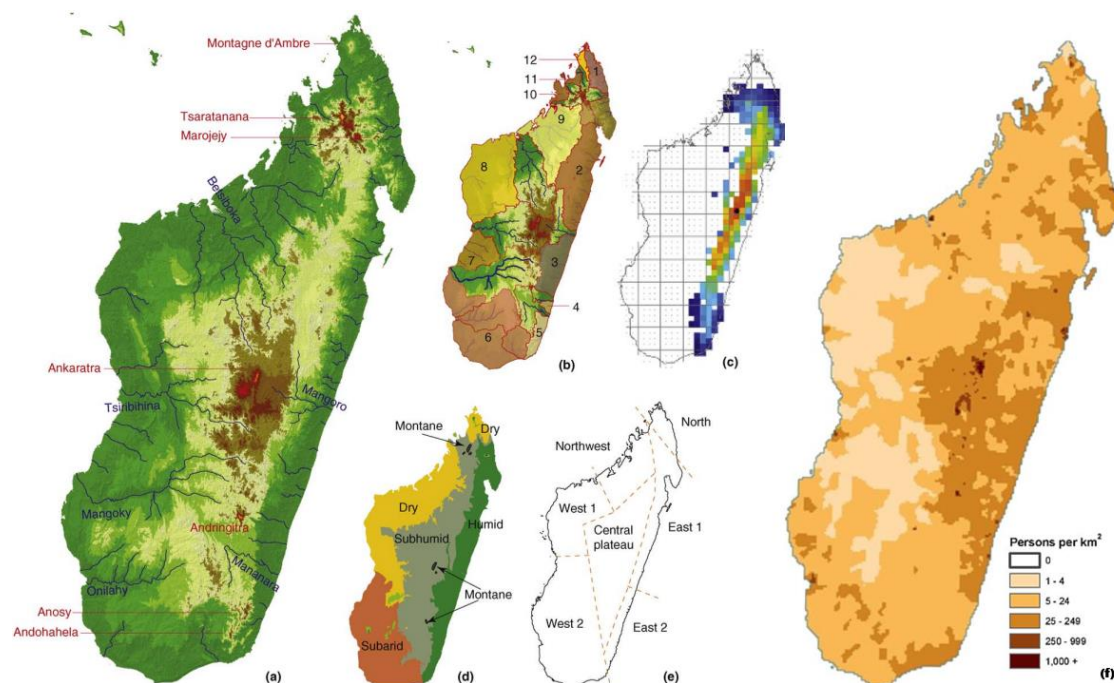 Montagne d'Ambre
Tsaratanana
Marojejy
Betsiboka
Ankaratra
Tsiribihina
Mangoro
Mangoky
Andringitra
Mananara
Onilahy
Anosy
Andohahela
(a)
12
1
11
10
9
8
2
7
3
4
6
5
(b)
(c)
Montane
Dry
Dry
Humid
Subhumid
Montane
Subarid
(d)
North
Northwest
West 1
Central
plateau
East 1
West 2
East 2
(e)
Persons per km²
0
1 - 4
5 - 24
25 - 249
250 - 999
1,000 +
(f)